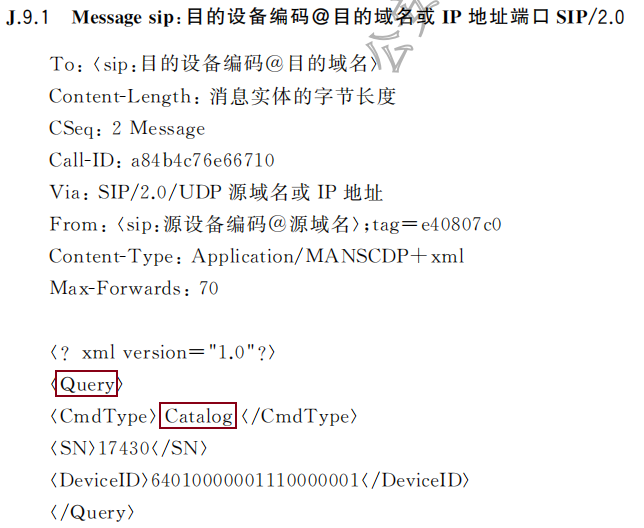 J.9.1 Message sip:目的设备编码@目的域名或 IP 地址端口 SIP/2.0
To:〈sip:目的设备编码@目的域名〉
Content-Length: 消息实体的字节长度
CSeq: 2 Message
Call-ID: a84b4c76e66710
Via: SIP/2.0/UDP 源域名或 IP 地址
From:〈sip:源设备编码@源域名〉;tag=e40807c0
Content-Type: Application/MANSCDP+xml
Max-Forwards: 70
〈? xml version="1.0"?〉
〈Query〉
〈CmdType〉Catalog〈/CmdType〉
〈SN〉17430〈/SN〉
〈DeviceID〉64010000001110000001〈/DeviceID〉
〈/Query〉